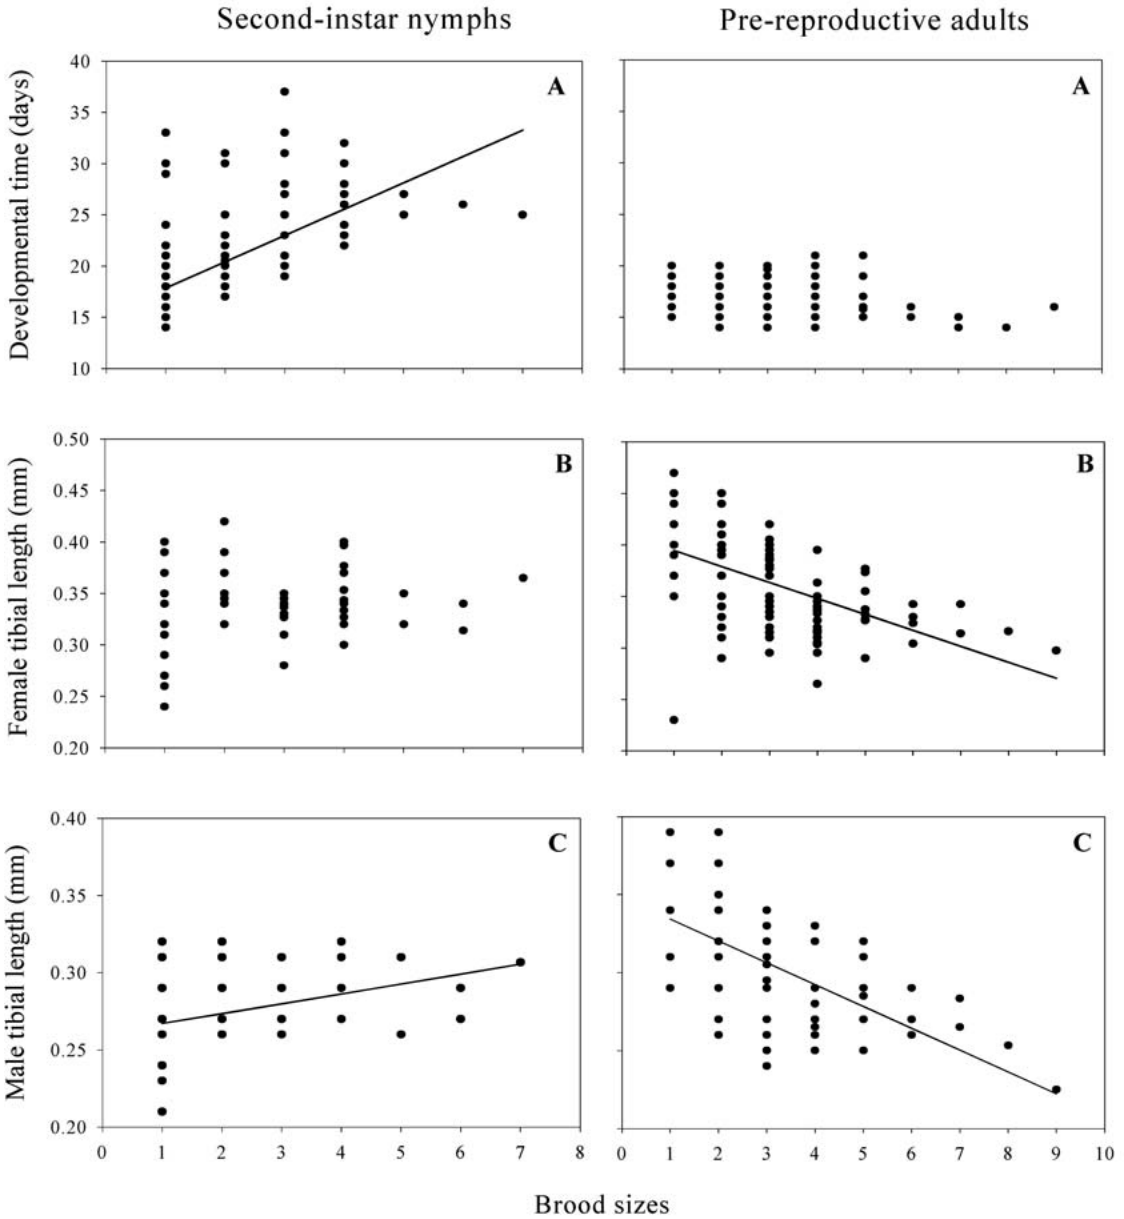 Second-instar nymphs
Pre-reproductive adults
Developmental time (days)
40
35
30
25
20
15
10
A
A
Female tibial length (mm)
0.50
0.45
0.40
0.35
0.30
0.25
0.20
B
B
Male tibial length (mm)
0.40
0.35
0.30
0.25
0.20
C
C
0 1 2 3 4 5 6 7 8
0 1 2 3 4 5 6 7 8 9 10
Brood sizes